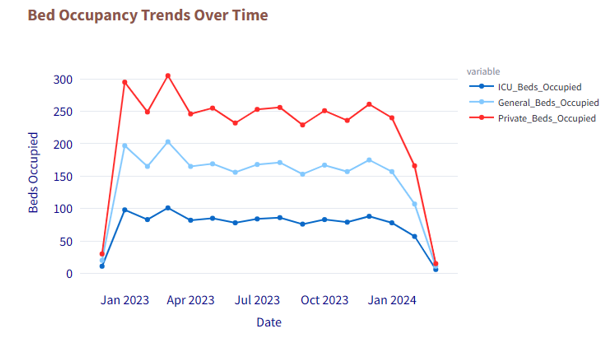 Bed Occupancy Trends Over Time
variable
ICU_Beds_Occupied
General_Beds_Occupied
Private_Beds_Occupied
300
250
200
150
100
50
0
Beds Occupied
Jan 2023 Apr 2023 Jul 2023 Oct 2023 Jan 2024
Date